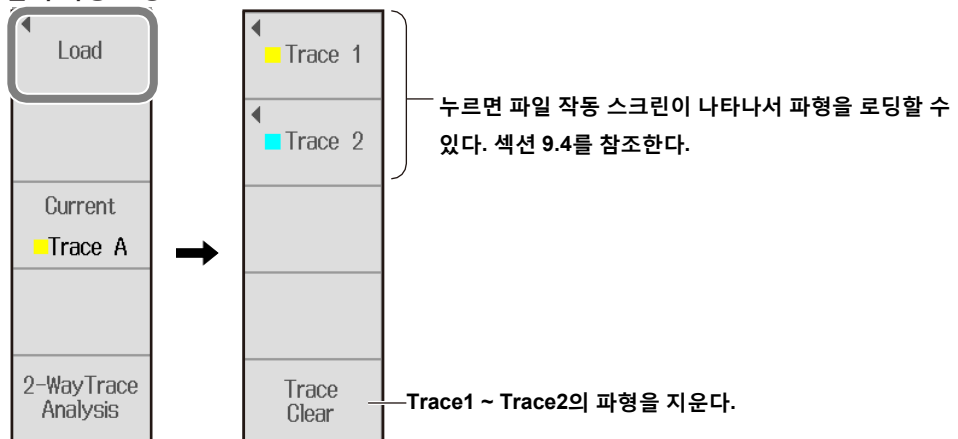 Load
Current
Trace A
2-WayTrace
Analysis
Trace 1
Trace 2
Trace
Clear
누르면 파일 작동 스크린이 나타나서 파형을 로딩할 수
있다. 섹션 9.4를 참조한다.
Trace1 ~ Trace2의 파형을 지운다.